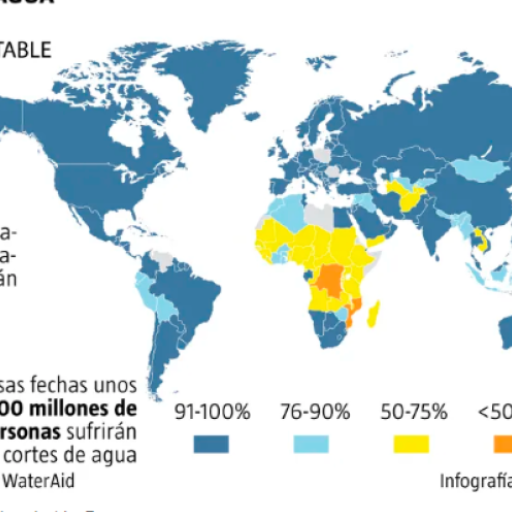 AGUA
TABLE
a-
a-
án
sas fechas unos
00 millones de
rsonas sufrirán
cortes de agua
WaterAid
91-100%
76-90%
50-75%
<50
Infografía